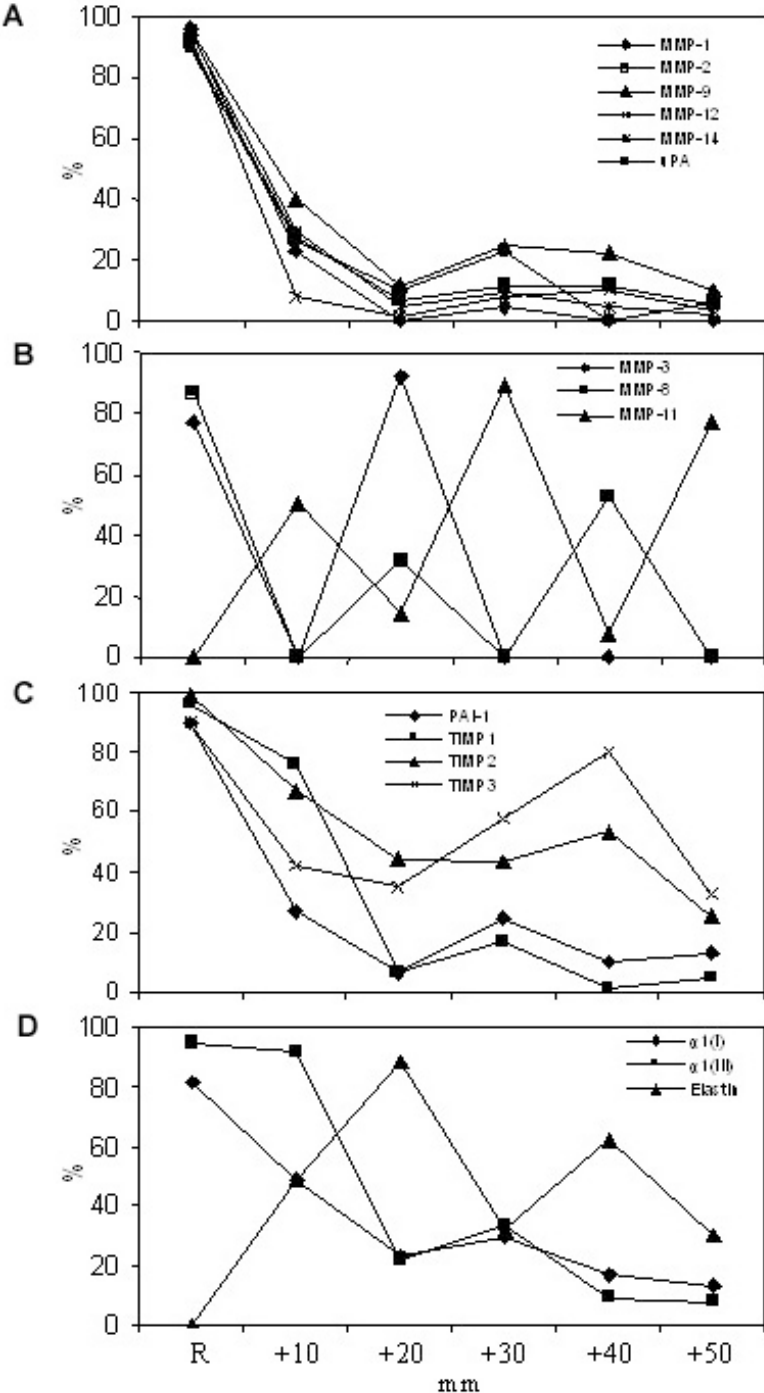 A
100
80
60
40
20
0
%
MMP-1
MMP-2
MMP-9
MMP-12
MMP-14
tPA
B
100
80
60
40
20
0
%
MMP-3
MMP-8
MMP-11
C
100
80
60
40
20
0
%
PAI-1
TIMP 1
TIMP 2
TIMP 3
D
100
80
60
40
20
0
%
α1(I)
α1(III)
Elastin
R +10 +20 +30 +40 +50
mm